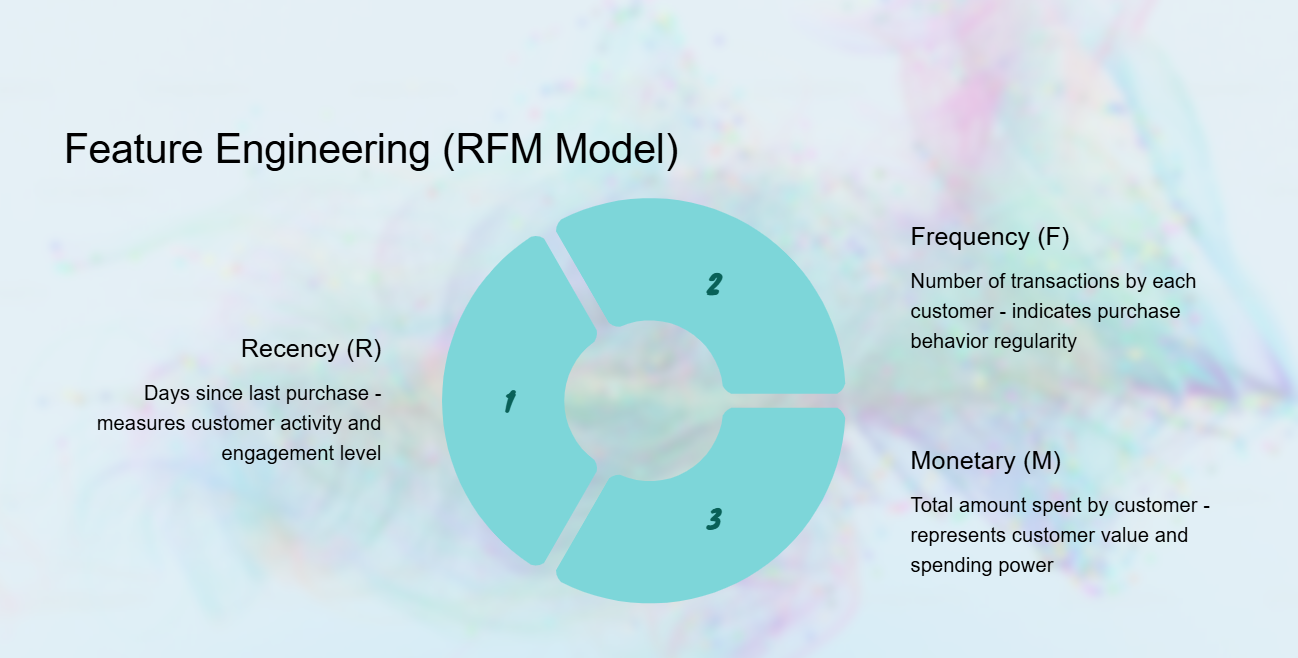 Feature Engineering (RFM Model)
1
Recency (R)
Days since last purchase -
measures customer activity and
engagement level
2
Frequency (F)
Number of transactions by each
customer - indicates purchase
behavior regularity
3
Monetary (M)
Total amount spent by customer -
represents customer value and
spending power